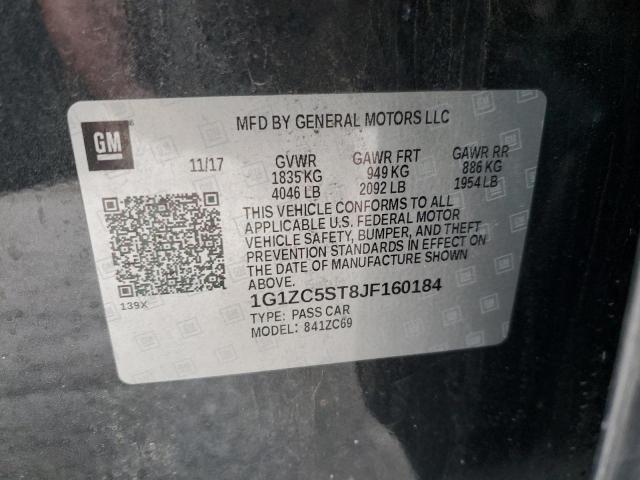 GM
MFD BY GENERAL MOTORS LLC
11/17 GVWR GAWR FRT GAWR RR
1835 KG 949 KG 886 KG
4046 LB 2092 LB 1954 LB
THIS VEHICLE CONFORMS TO ALL
APPLICABLE U.S. FEDERAL MOTOR
VEHICLE SAFETY, BUMPER, AND THEFT
PREVENTION STANDARDS IN EFFECT ON
THE DATE OF MANUFACTURE SHOWN
ABOVE.
139X
1G1ZC5ST8JF160184
TYPE: PASS CAR
MODEL: 841ZC69